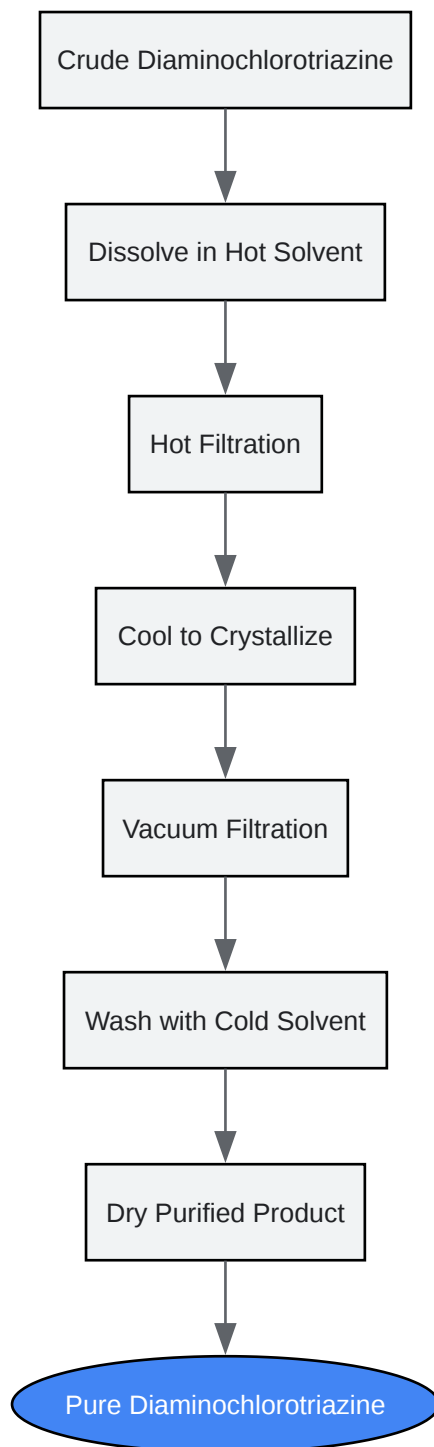 Crude Diaminochlorotriazine
Dissolve in Hot Solvent
Hot Filtration
Cool to Crystallize
Vacuum Filtration
Wash with Cold Solvent
Dry Purified Product
Pure Diaminochlorotriazine